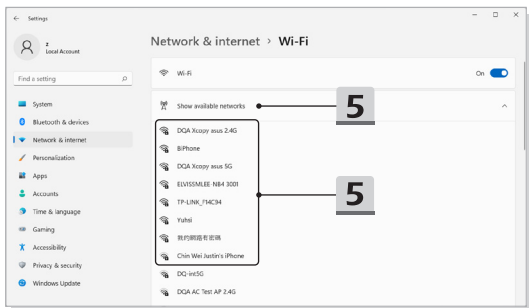 Settings
z
Local Account
Find a setting
System
Bluetooth & devices
Network & internet
Personalization
Apps
Accounts
Time & language
Gaming
Accessibility
Privacy & security
Windows Update
Network & internet > Wi-Fi
Wi-Fi
On
Show available networks
5
DQA Xcopy asus 2.4G
BiPhone
DQA Xcopy asus 5G
ELVISSMLEE-NB4 3001
5
TP-LINK_F14C94
Yuhsi
我的網路有密碼
Chin Wei Justin's iPhone
DQ-int5G
DQA AC Test AP 2.4G